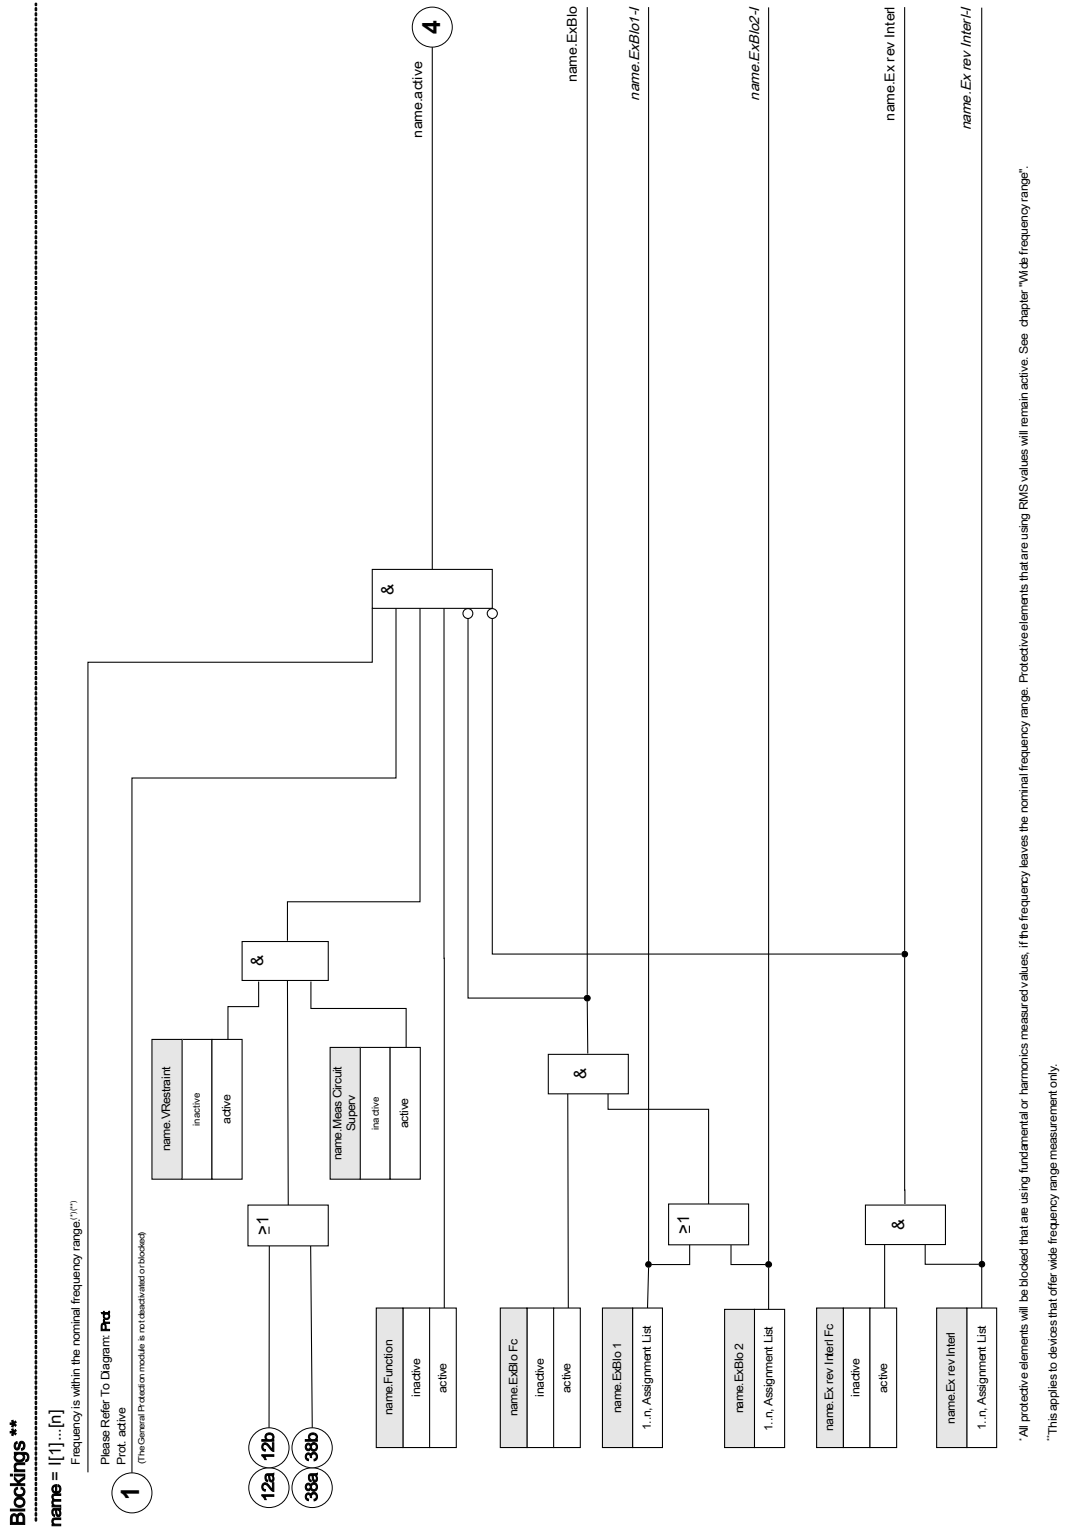 Blockings **
name = I[1]...[n]
Frequency is within the nominal frequency range.(*)(**)
Please Refer To Diagram: Prot
Prot. active
1
(The General Protection module is not deactivated or blocked)
name.VRestraint
inactive
active
&
12a 12b
38a 38b
≥1
name.Meas Circuit
Superv
inactive
active
&
name.active
4
name.Function
inactive
active
name.ExBlo Fc
inactive
active
&
name.ExBlo
name.ExBlo 1
1..n, Assignment List
≥1
name.ExBlo1-I
name.ExBlo 2
1..n, Assignment List
name.ExBlo2-I
name.Ex rev Interl Fc
inactive
active
&
name.Ex rev Interl
name.Ex rev Interl
1..n, Assignment List
name.Ex rev Interl-I
*All protective elements will be blocked that are using fundamental or harmonics measured values, if the frequency leaves the nominal frequency range. Protective elements that are using RMS values will remain active. See chapter "Wide frequency range".
**This applies to devices that offer wide frequency range measurement only.